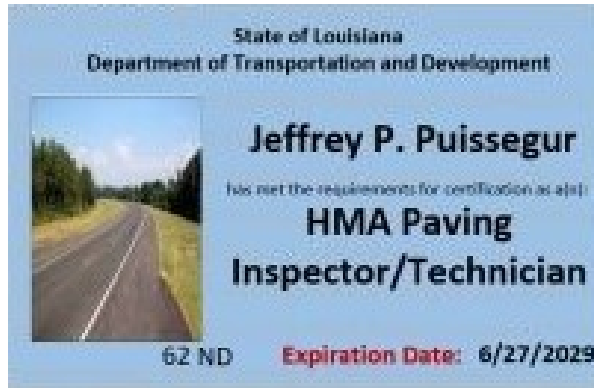 State of Louisiana
Department of Transportation and Development
Jeffrey P. Puissegur
has met the requirements for certification as a(n):
HMA Paving
Inspector/Technician
62 ND
Expiration Date: 6/27/2029